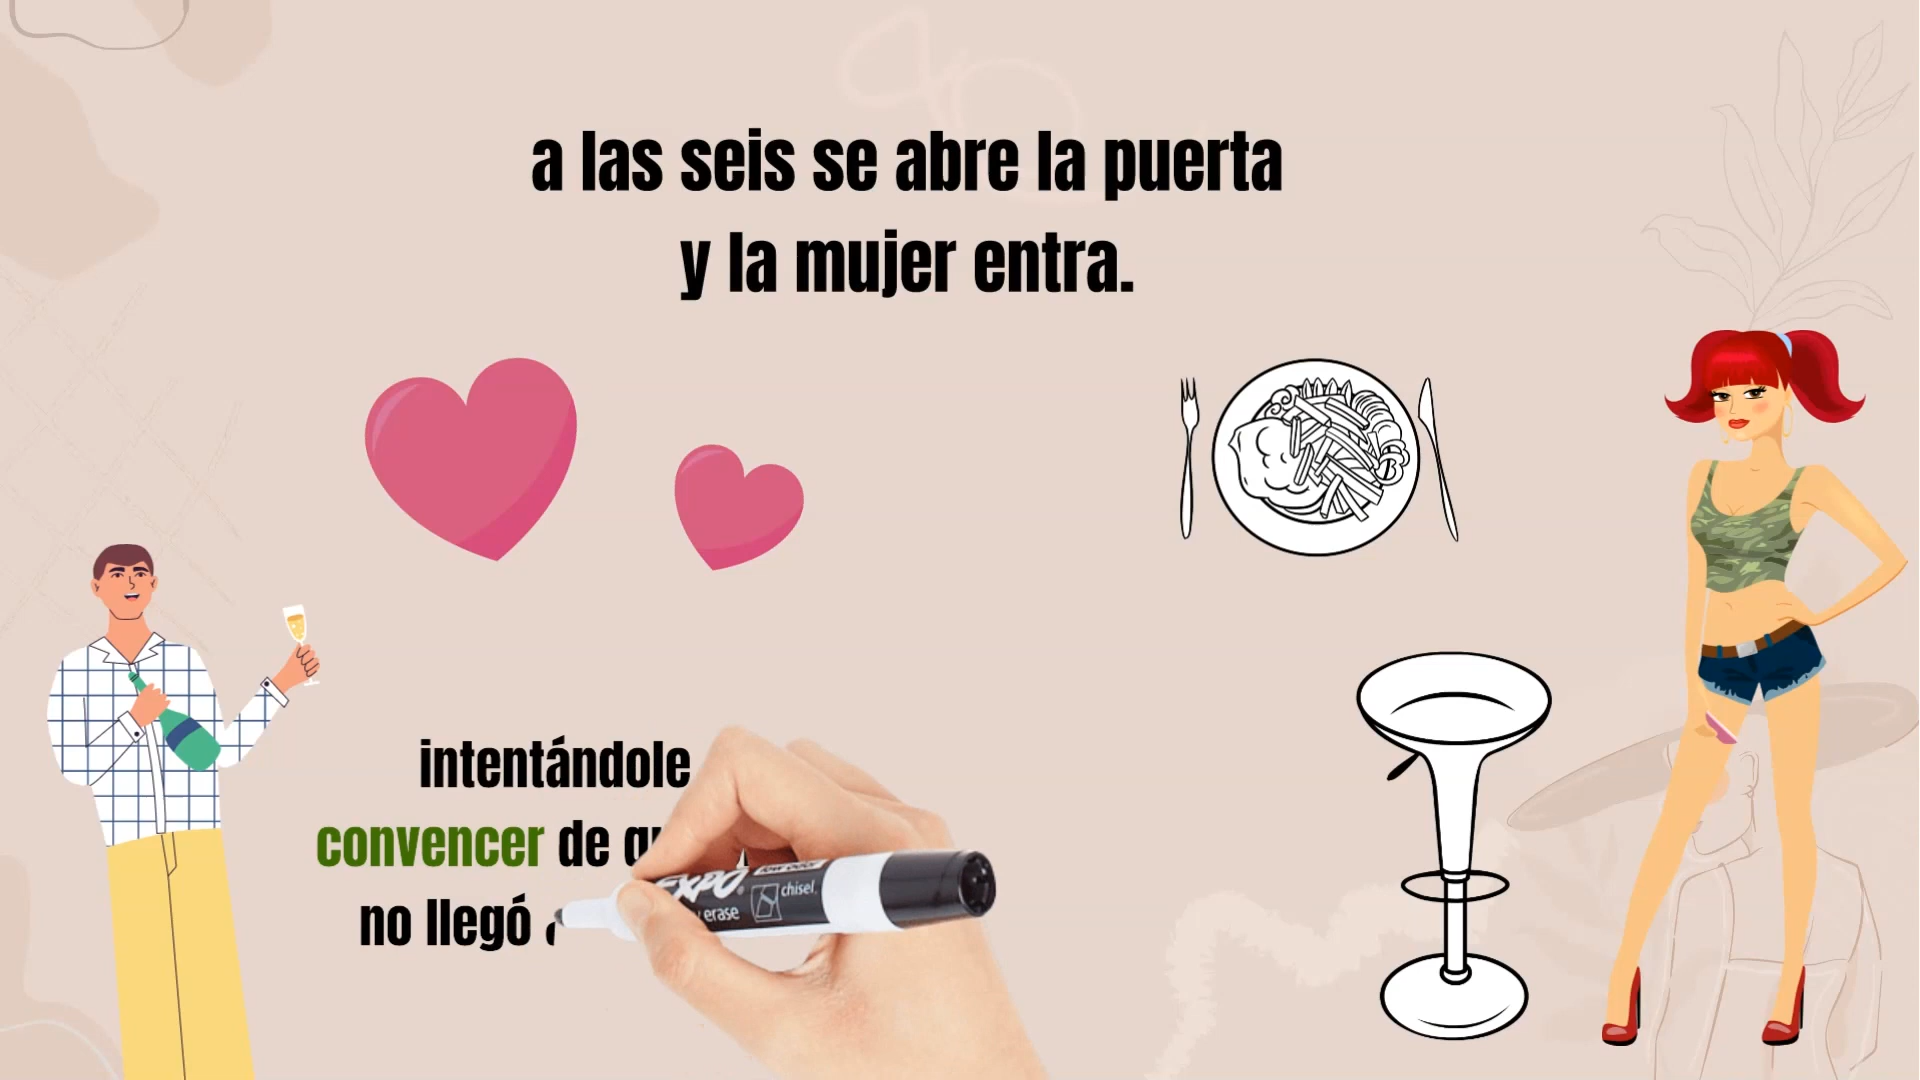 a las seis se abre la puerta
y la mujer entra.
intentándole
convencer de
no llegó
EXPO
chisel
erase